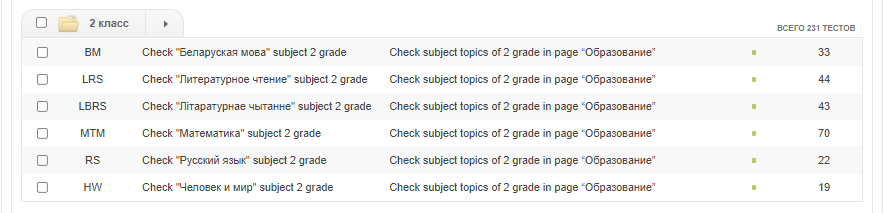 2 класс
ВСЕГО 231 ТЕСТОВ
BM Check "Беларуская мова" subject 2 grade Check subject topics of 2 grade in page “Образование” 33
LRS Check "Литературное чтение" subject 2 grade Check subject topics of 2 grade in page “Образование” 44
LBRS Check "Літаратурнае чытанне" subject 2 grade Check subject topics of 2 grade in page “Образование” 43
MTM Check "Математика" subject 2 grade Check subject topics of 2 grade in page “Образование” 70
RS Check "Русский язык" subject 2 grade Check subject topics of 2 grade in page “Образование” 22
HW Check "Человек и мир" subject 2 grade Check subject topics of 2 grade in page “Образование” 19